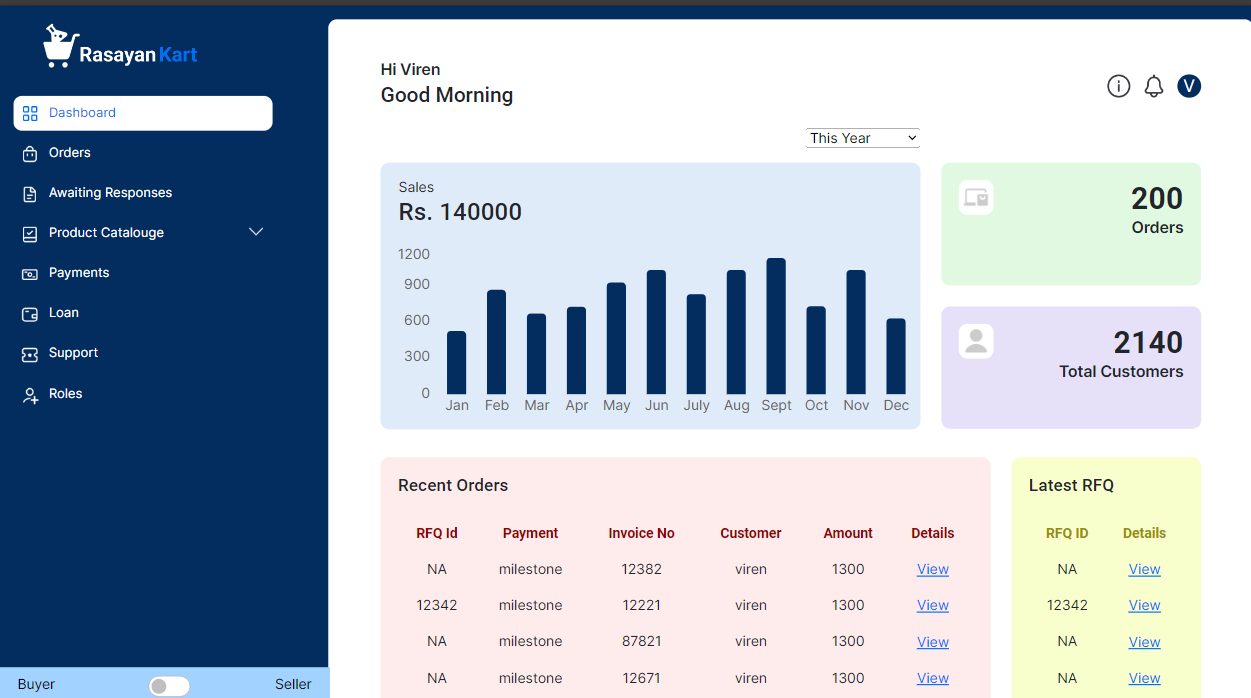 Rasayan Kart
Dashboard
Orders
Awaiting Responses
Product Catalouge
Payments
Loan
Support
Roles
Buyer Seller
Hi Viren
Good Morning
V
This Year
Sales
Rs. 140000
1200
900
600
300
0
Jan Feb Mar Apr May Jun July Aug Sept Oct Nov Dec
200
Orders
2140
Total Customers
Recent Orders
RFQ Id Payment Invoice No Customer Amount Details
NA milestone 12382 viren 1300 View
12342 milestone 12221 viren 1300 View
NA milestone 87821 viren 1300 View
NA milestone 12671 viren 1300 View
Latest RFQ
RFQ ID Details
NA View
12342 View
NA View
NA View